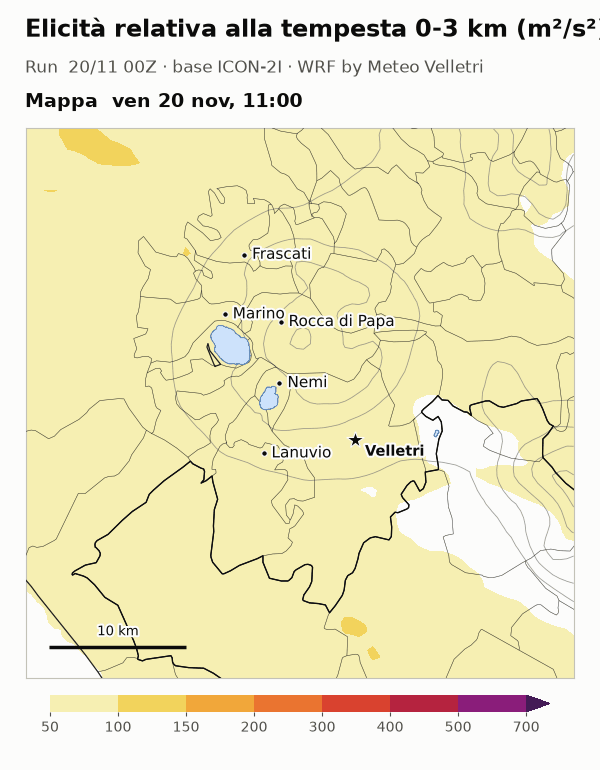 Elicità relativa alla tempesta 0-3 km (m²/s²)
Run 20/11 00Z · base ICON-2I · WRF by Meteo Velletri
Mappa ven 20 nov, 11:00
Frascati
Marino
Rocca di Papa
Nemi
Velletri
Lanuvio
10 km
50 100 150 200 300 400 500 700